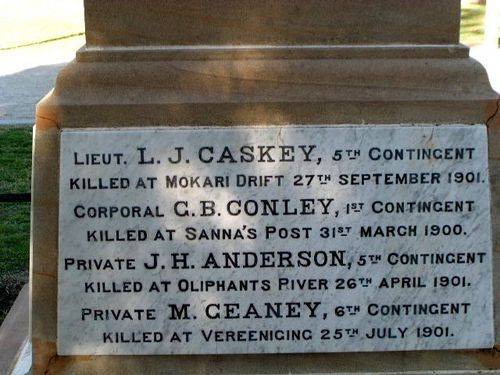 LIEUT. L. J. CASKEY, 5TH CONTINGENT
KILLED AT MOKARI DRIFT 27TH SEPTEMBER 1901.
CORPORAL C.B. CONLEY, 1ST CONTINGENT
KILLED AT SANNA'S POST 31ST MARCH 1900.
PRIVATE J.H. ANDERSON, 5TH CONTINGENT
KILLED AT OLIPHANTS RIVER 26TH APRIL 1901.
PRIVATE M. CEANEY, 6TH CONTINGENT
KILLED AT VEREENIGING 25TH JULY 1901.